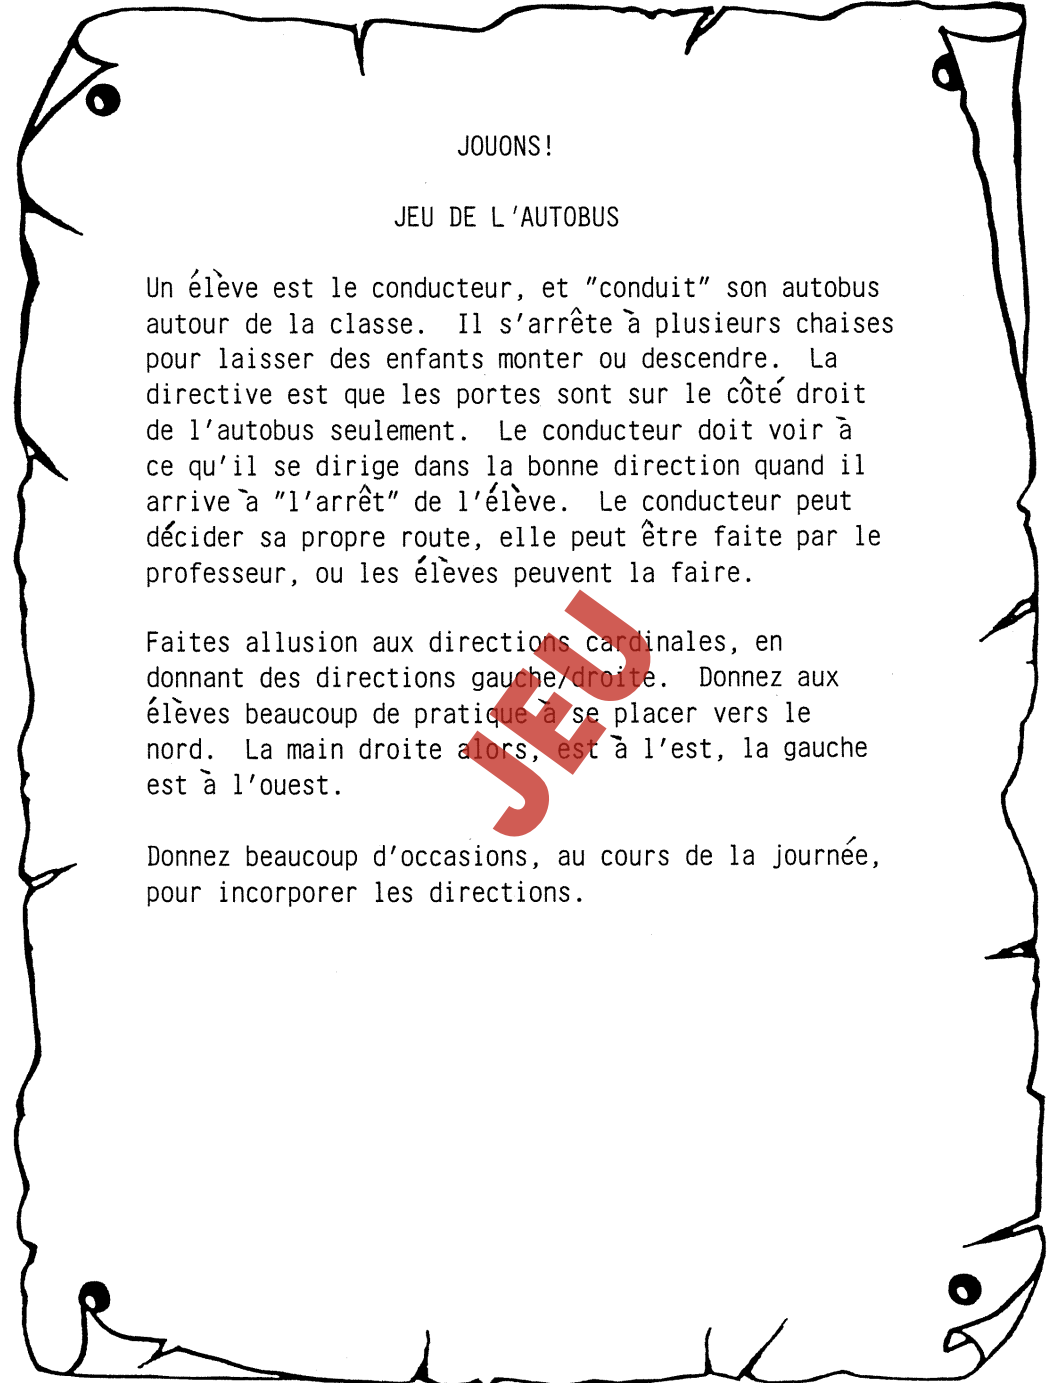 JOUONS!
JEU DE L'AUTOBUS
Un élève est le conducteur, et "conduit" son autobus
autour de la classe.  Il s'arrête à plusieurs chaises
pour laisser des enfants monter ou descendre.  La
directive est que les portes sont sur le côté droit
de l'autobus seulement.  Le conducteur doit voir à
ce qu'il se dirige dans la bonne direction quand il
arrive à "l'arrêt" de l'élève.  Le conducteur peut
décider sa propre route, elle peut être faite par le
professeur, ou les élèves peuvent la faire.
Faites allusion aux directions cardinales, en
donnant des directions gauche/droite.  Donnez aux
élèves beaucoup de pratique à se placer vers le
nord.  La main droite alors, est à l'est, la gauche
est à l'ouest.
Donnez beaucoup d'occasions, au cours de la journée,
pour incorporer les directions.
JEU